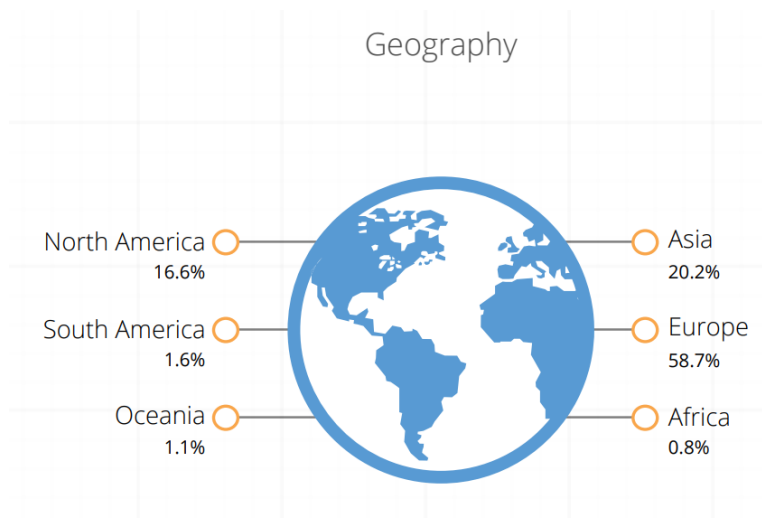 Geography
North America
16.6%
South America
1.6%
Oceania
1.1%
Asia
20.2%
Europe
58.7%
Africa
0.8%